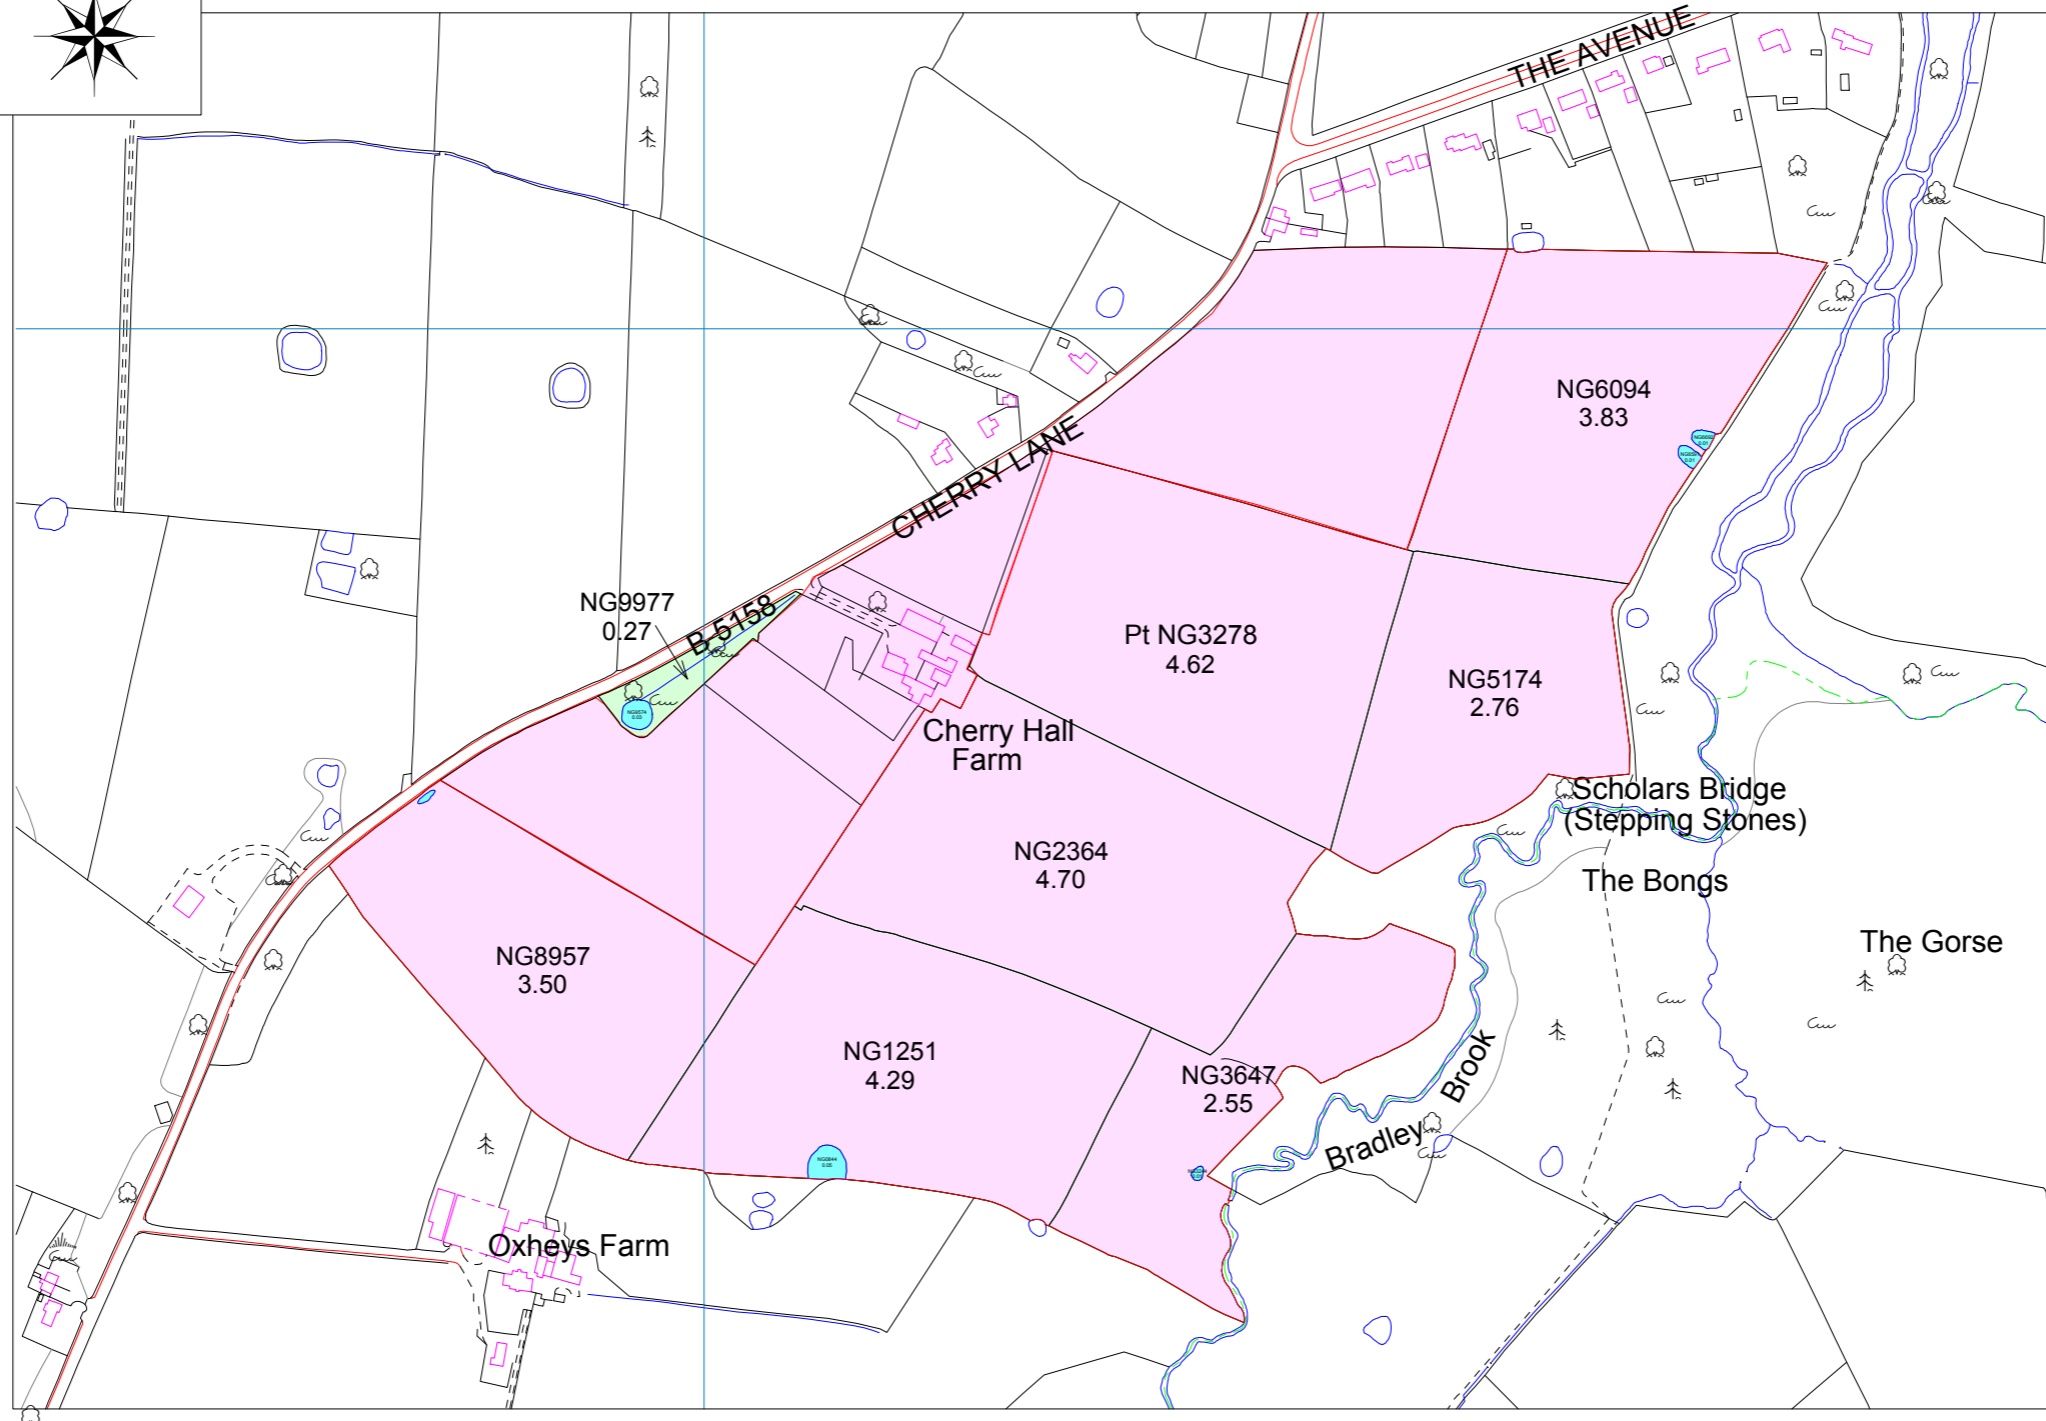 THE AVENUE
NG6094
3.83
CHERRY LANE
NG9977
0.27
B 5158
Pt NG3278
4.62
NG5174
2.76
Cherry Hall
Farm
Scholars Bridge
(Stepping Stones)
NG2364
4.70
The Bongs
The Gorse
NG8957
3.50
NG1251
4.29
NG3647
2.55
Bradley Brook
Oxheys Farm